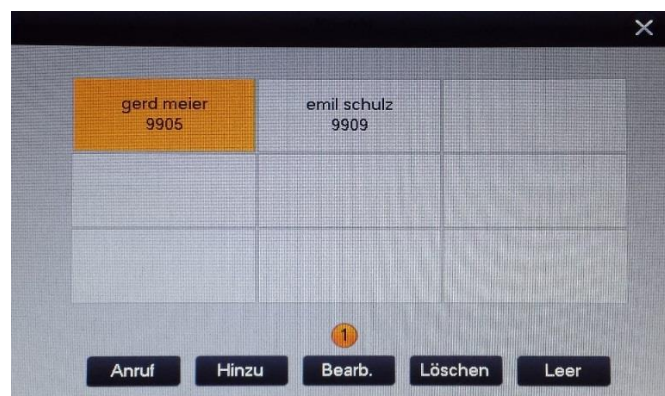 gerd meier
9905
emil schulz
9909
1
Anruf
Hinzu
Bearb.
Löschen
Leer